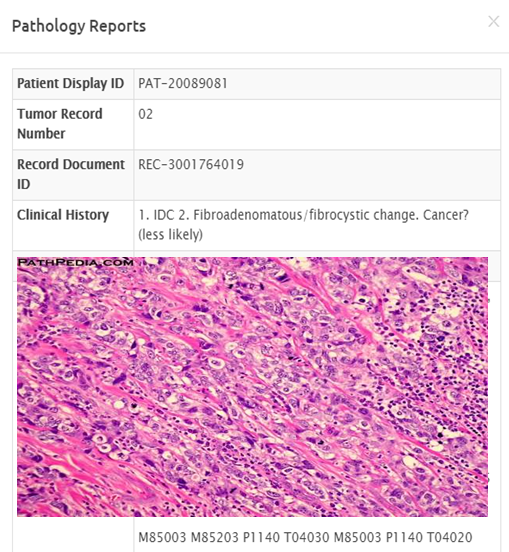 Pathology Reports
Patient Display ID PAT-20089081
Tumor Record 02
Number
Record Document REC-3001764019
ID
Clinical History 1. IDC 2. Fibroadenomatous/fibrocystic change. Cancer?
(less likely)
PATHPEDIA.COM
M85003 M85203 P1140 T04030 M85003 P1140 T04020